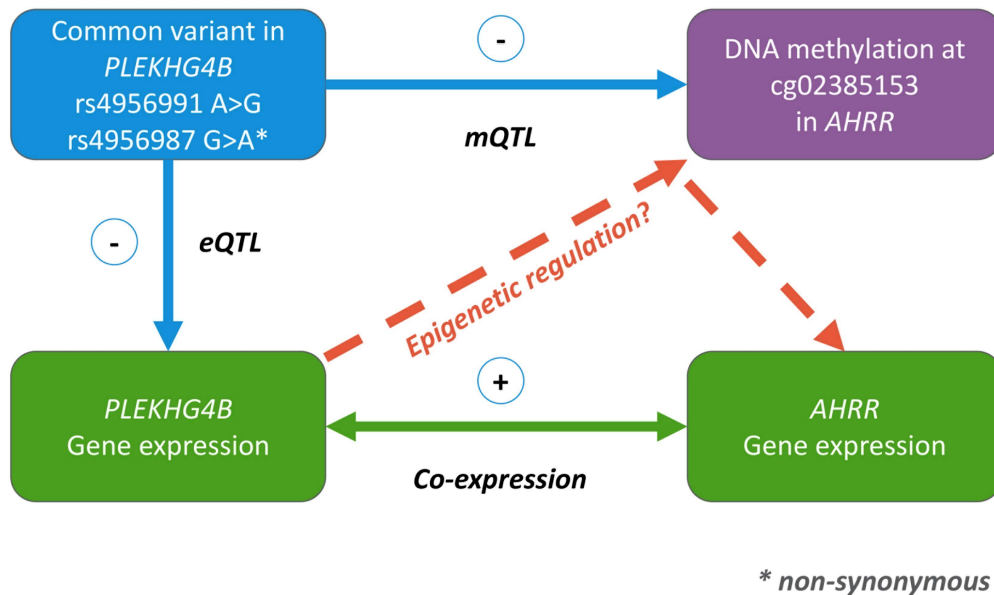 Common variant in
PLEKHG4B
rs4956991 A>G
rs4956987 G>A*
-
mQTL
DNA methylation at
cg02385153
in AHRR
-
eQTL
Epigenetic regulation?
PLEKHG4B
Gene expression
+
Co-expression
AHRR
Gene expression
* non-synonymous